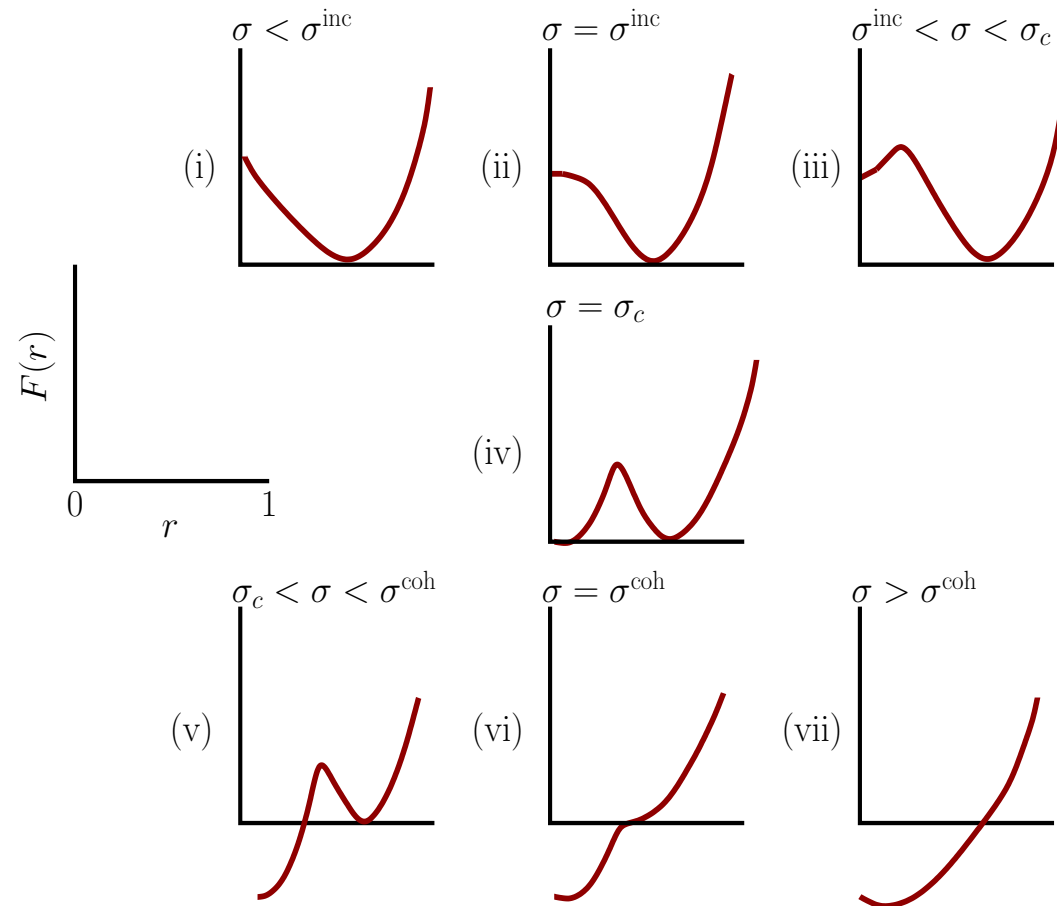 σ < σ^inc
σ = σ^inc
σ^inc < σ < σ_c
(i)
(ii)
(iii)
F(r)
0
1
r
σ = σ_c
(iv)
σ_c < σ < σ^coh
σ = σ^coh
σ > σ^coh
(v)
(vi)
(vii)